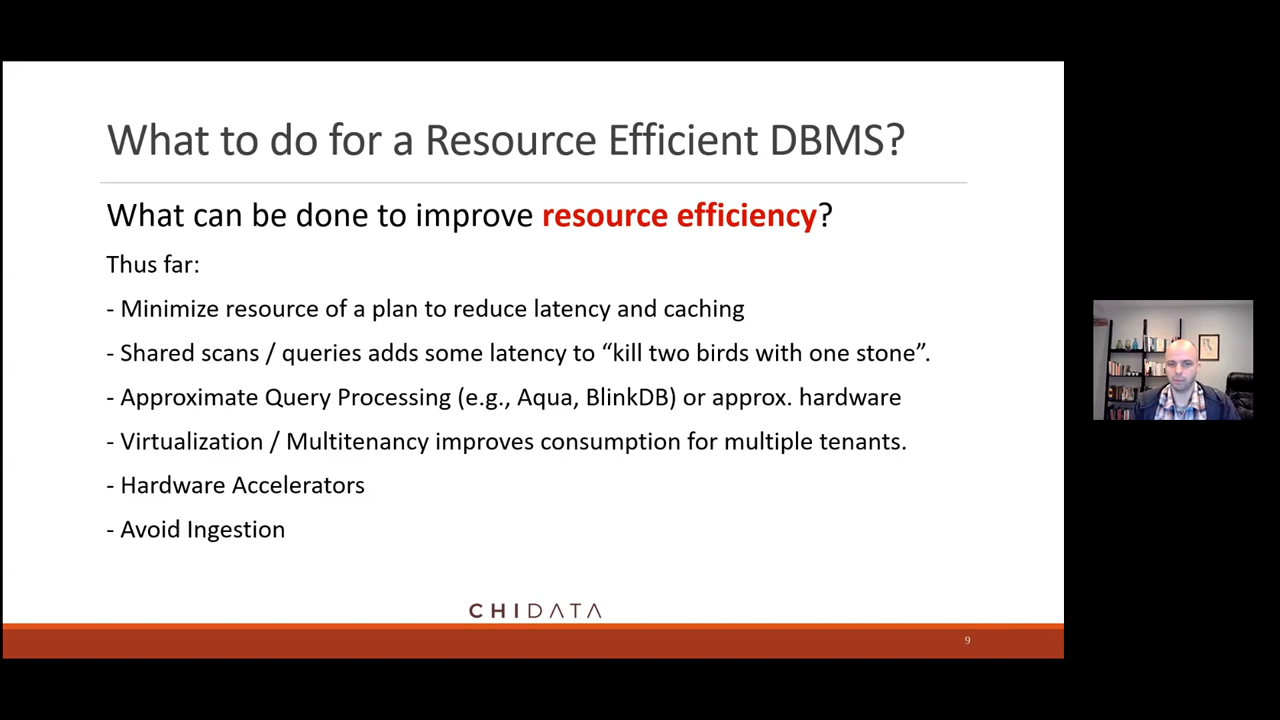 What to do for a Resource Efficient DBMS?
What can be done to improve resource efficiency?
Thus far:
- Minimize resource of a plan to reduce latency and caching
- Shared scans / queries adds some latency to “kill two birds with one stone”.
- Approximate Query Processing (e.g., Aqua, BlinkDB) or approx. hardware
- Virtualization / Multitenancy improves consumption for multiple tenants.
- Hardware Accelerators
- Avoid Ingestion
CHIDATA
9